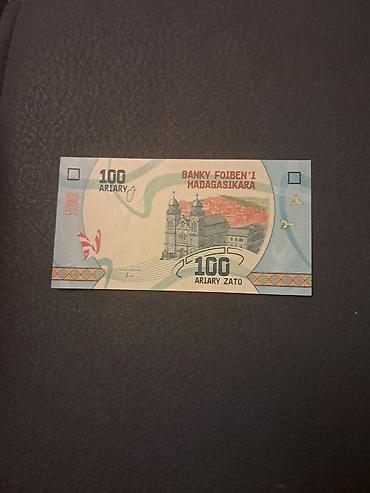 100
ARIARY
BANKY FOIBEN'I
MADAGASIKARA
100
ARIARY ZATO